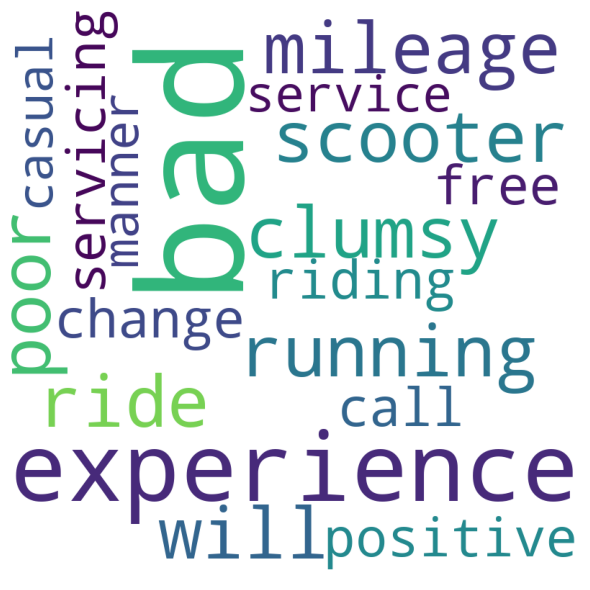 casual
servicing
manner
bad
mileage
service
scooter
free
poor
clumsy
riding
change
running
ride
call
experience
will
positive